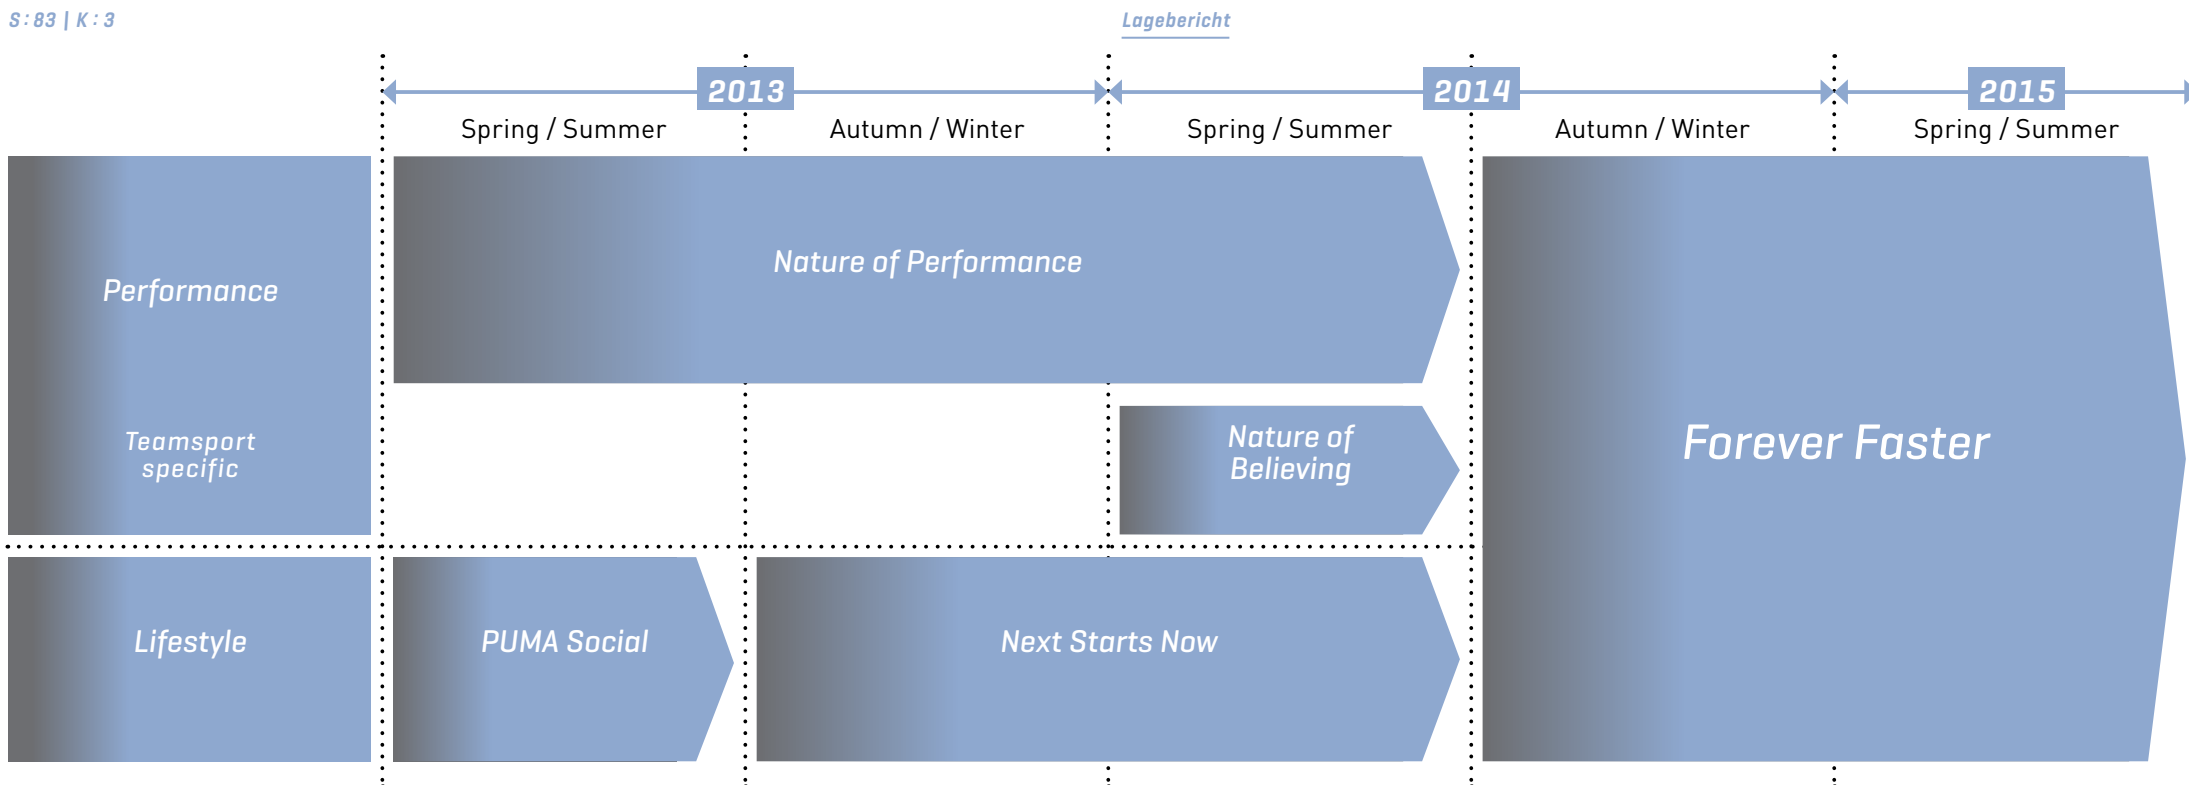 S:83 | K:3
Lagebericht
2013
2014
2015
Spring / Summer
Autumn / Winter
Spring / Summer
Autumn / Winter
Spring / Summer
Performance
Nature of Performance
Teamsport
specific
Nature of
Believing
Forever Faster
Lifestyle
PUMA Social
Next Starts Now